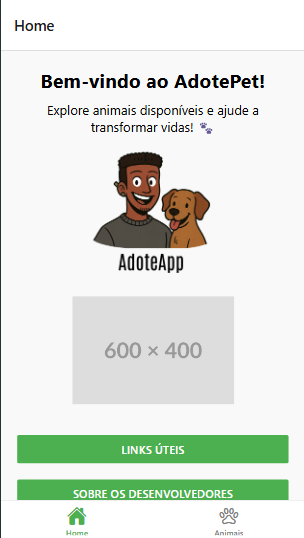 Home
Bem-vindo ao AdotePet!
Explore animais disponíveis e ajude a
transformar vidas! 🐾
AdoteApp
600 × 400
LINKS ÚTEIS
SOBRE OS DESENVOLVEDORES
Home
Animais